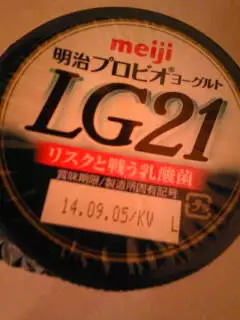 meiji
明治プロビオヨーグルト
LG21
リスクと戦う乳酸菌
賞味期限/製造所固有記号
14.09.05/KV L